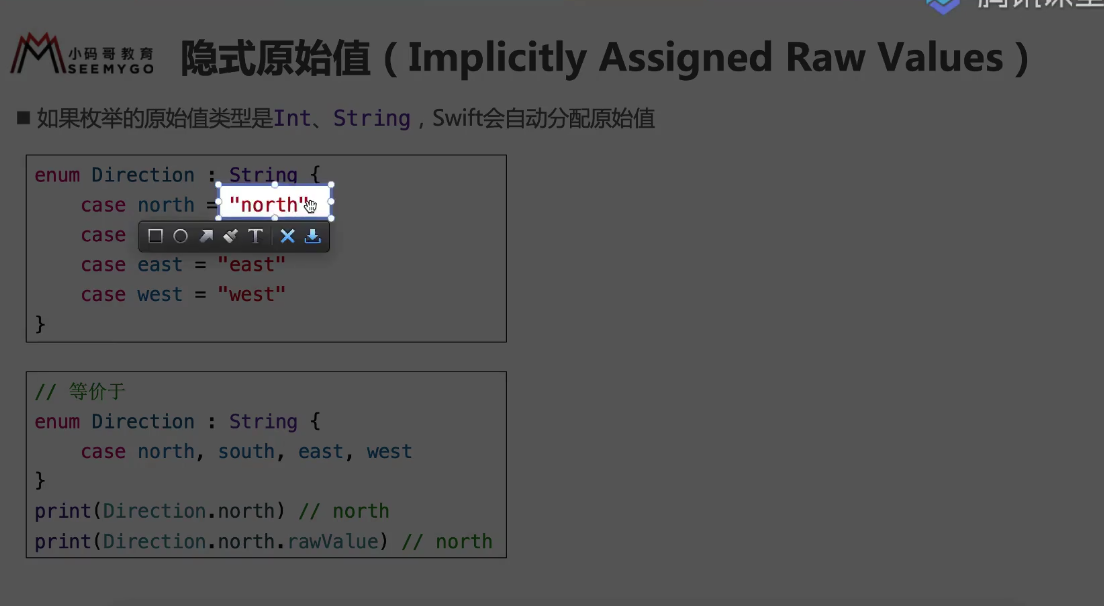 腾讯课堂
小码哥教育
SEEMYGO
隐式原始值（Implicitly Assigned Raw Values）
■ 如果枚举的原始值类型是Int、String，Swift会自动分配原始值
enum Direction : String {
case north = "north"
case
case east = "east"
case west = "west"
}
// 等价于
enum Direction : String {
case north, south, east, west
}
print(Direction.north) // north
print(Direction.north.rawValue) // north